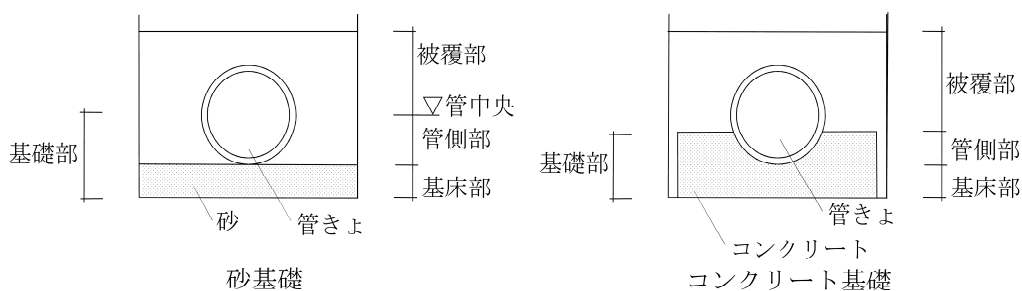 被覆部
▽管中央
管側部
基礎部
基床部
砂
管きょ
砂基礎
被覆部
基礎部
管側部
基床部
管きょ
コンクリート
コンクリート基礎